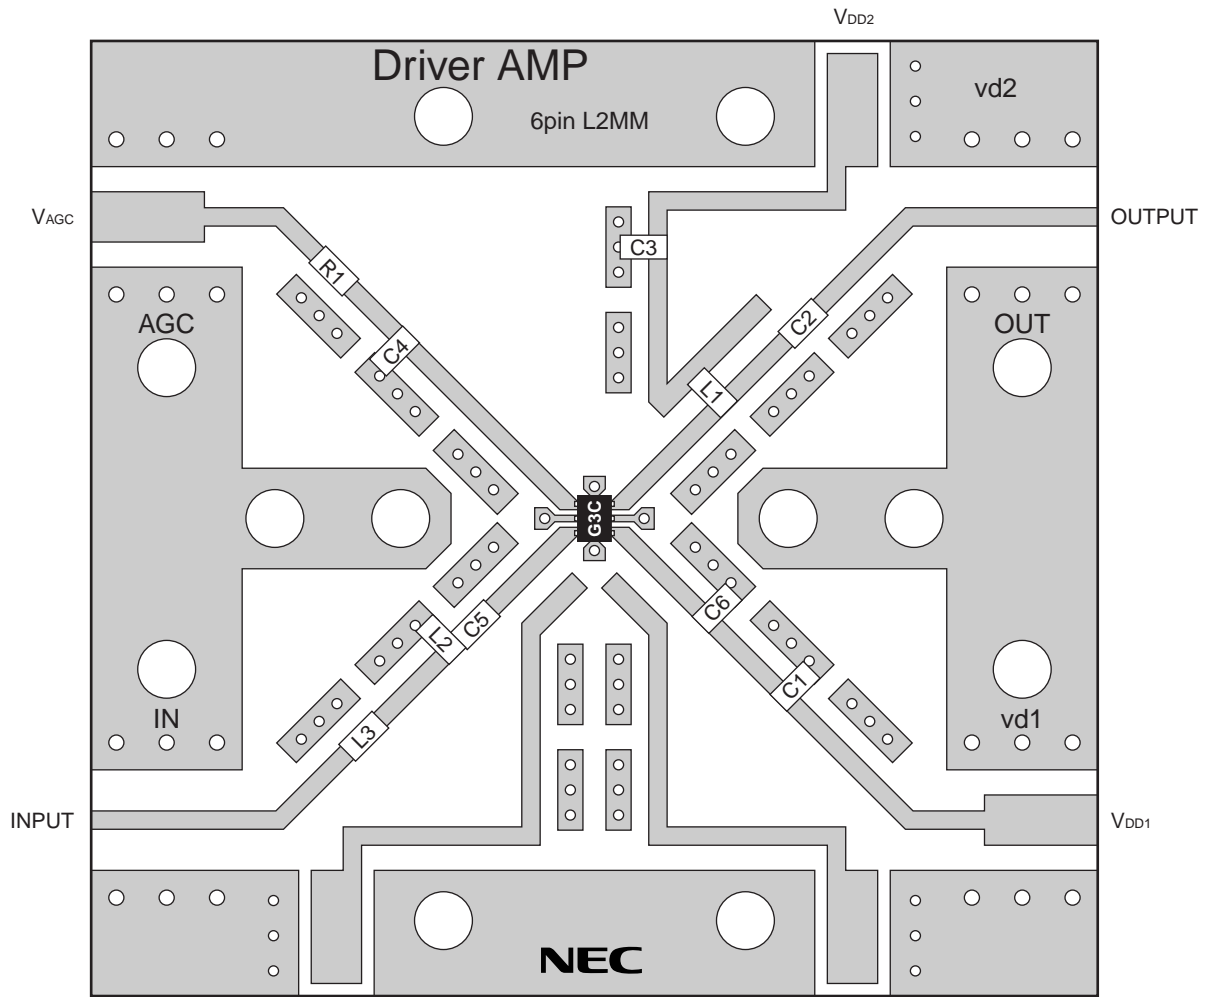 VDD2
Driver AMP
6pin L2MM
vd2
VAGC
OUTPUT
C3
R1
AGC
C2
OUT
C4
L1
G3C
C6
C5
L2
C1
IN
L3
vd1
INPUT
VDD1
NEC